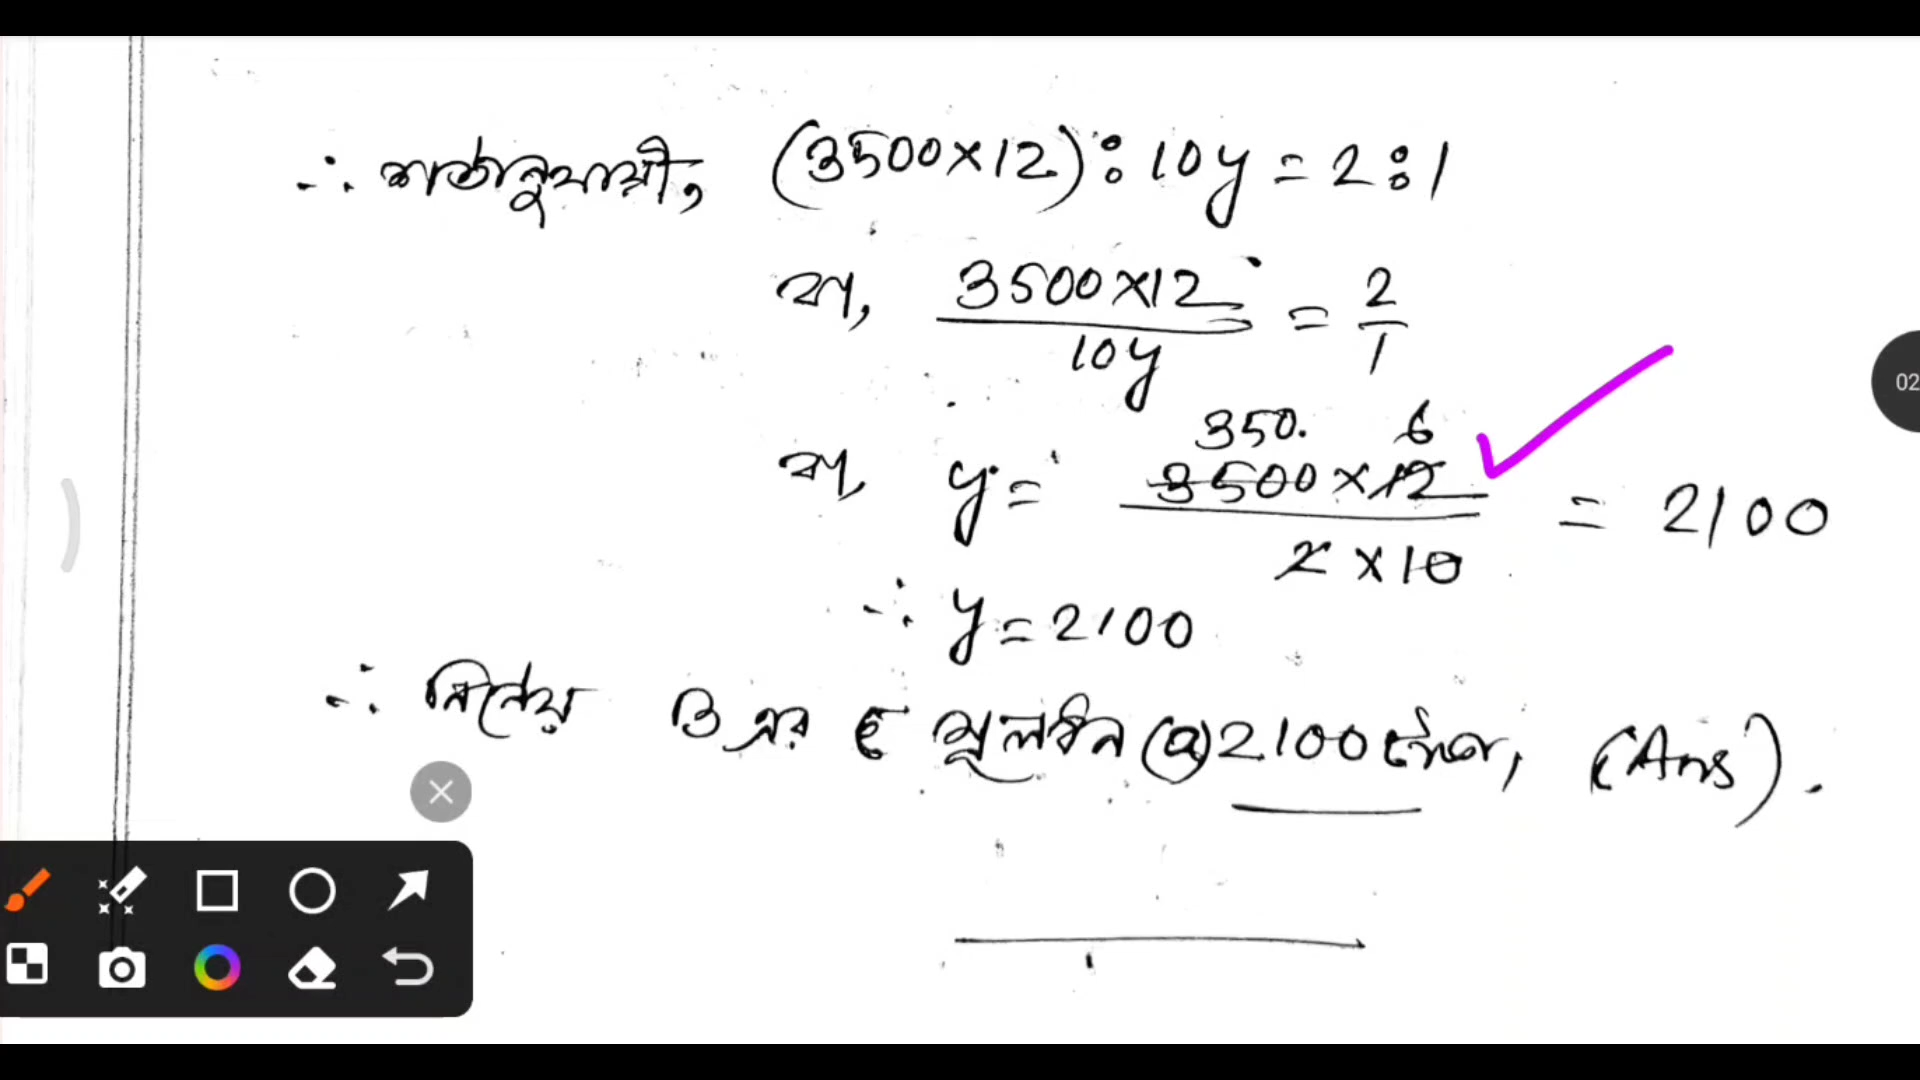 ∴ শর্তানুযায়ী, (3500×12) : 10y = 2 : 1
বা, 3500×12 / 10y = 2 / 1
350. 6
বা, y = 3500×12 / 2×10 = 2100
∴ y = 2100
∴ নির্নেয় B এর মূলধন (a) 2100 টাকা, (Ans).
02